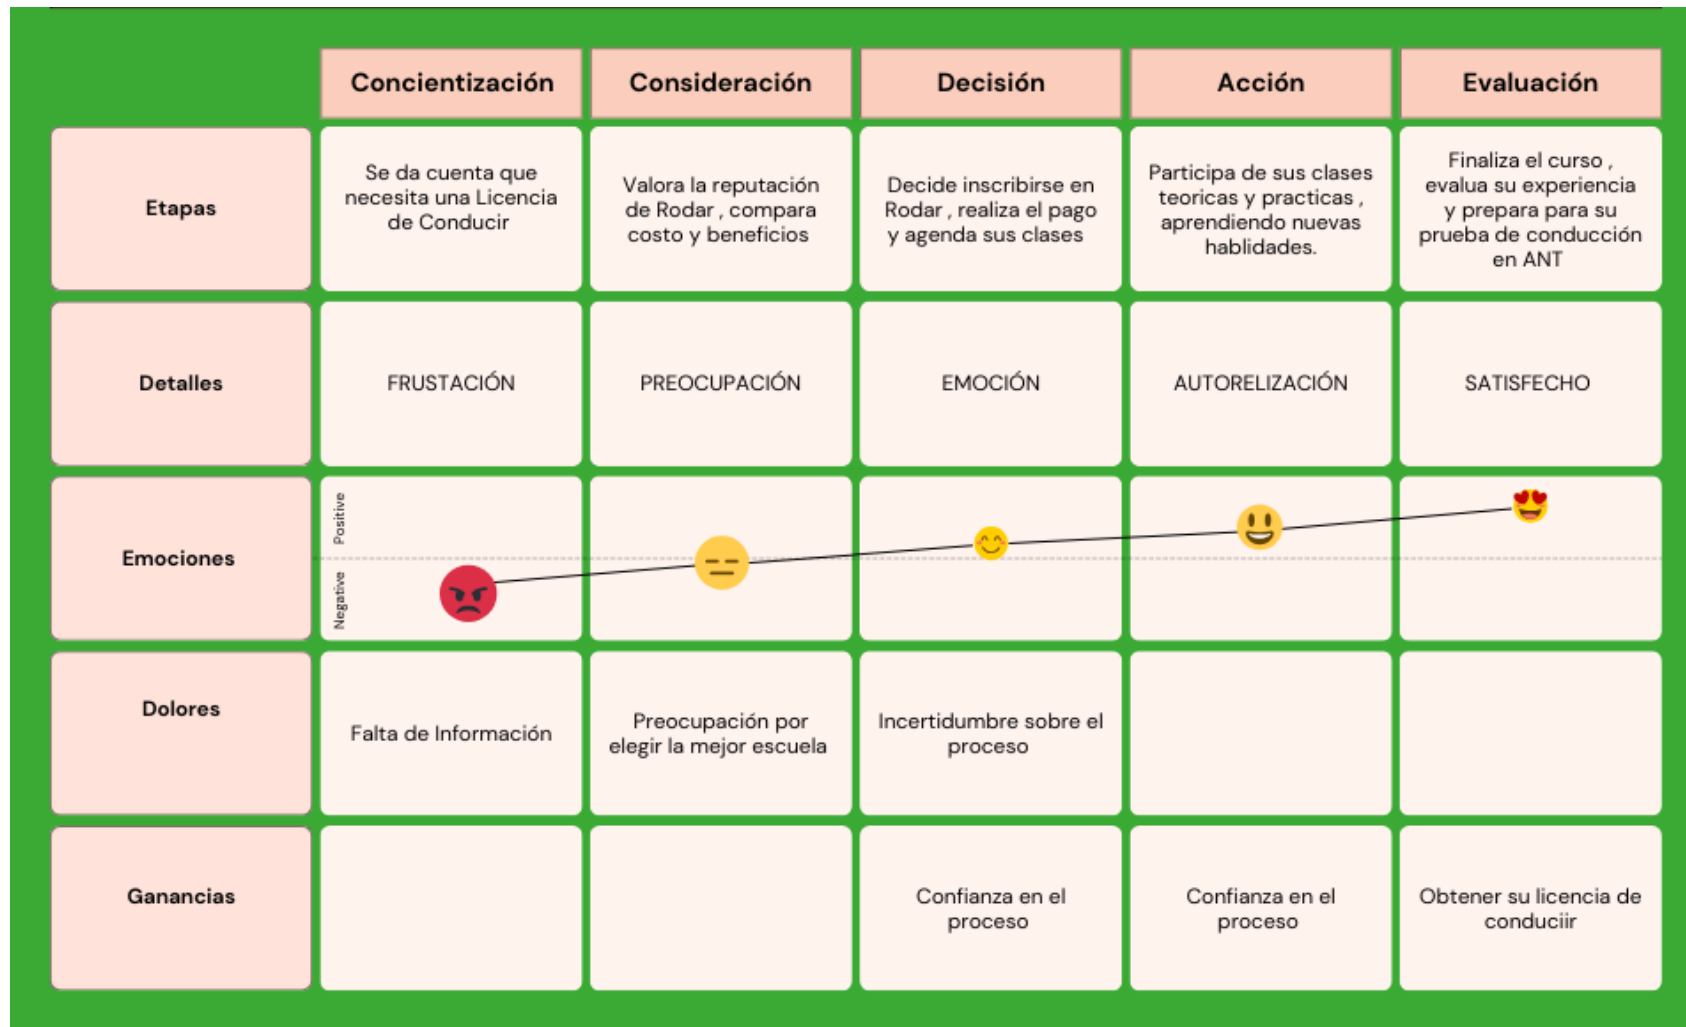 Concientización
Consideración
Decisión
Acción
Evaluación
Etapas
Se da cuenta que
necesita una Licencia
de Conducir
Valora la reputación
de Rodar , compara
costo y beneficios
Decide inscribirse en
Rodar , realiza el pago
y agenda sus clases
Participa de sus clases
teoricas y practicas ,
aprendiendo nuevas
hablidades.
Finaliza el curso ,
evalua su experiencia
y prepara para su
prueba de conducción
en ANT
Detalles
FRUSTACIÓN
PREOCUPACIÓN
EMOCIÓN
AUTORELIZACIÓN
SATISFECHO
Emociones
Positive
Negative
Dolores
Falta de Información
Preocupación por
elegir la mejor escuela
Incertidumbre sobre el
proceso
Ganancias
Confianza en el
proceso
Confianza en el
proceso
Obtener su licencia de
conduciir